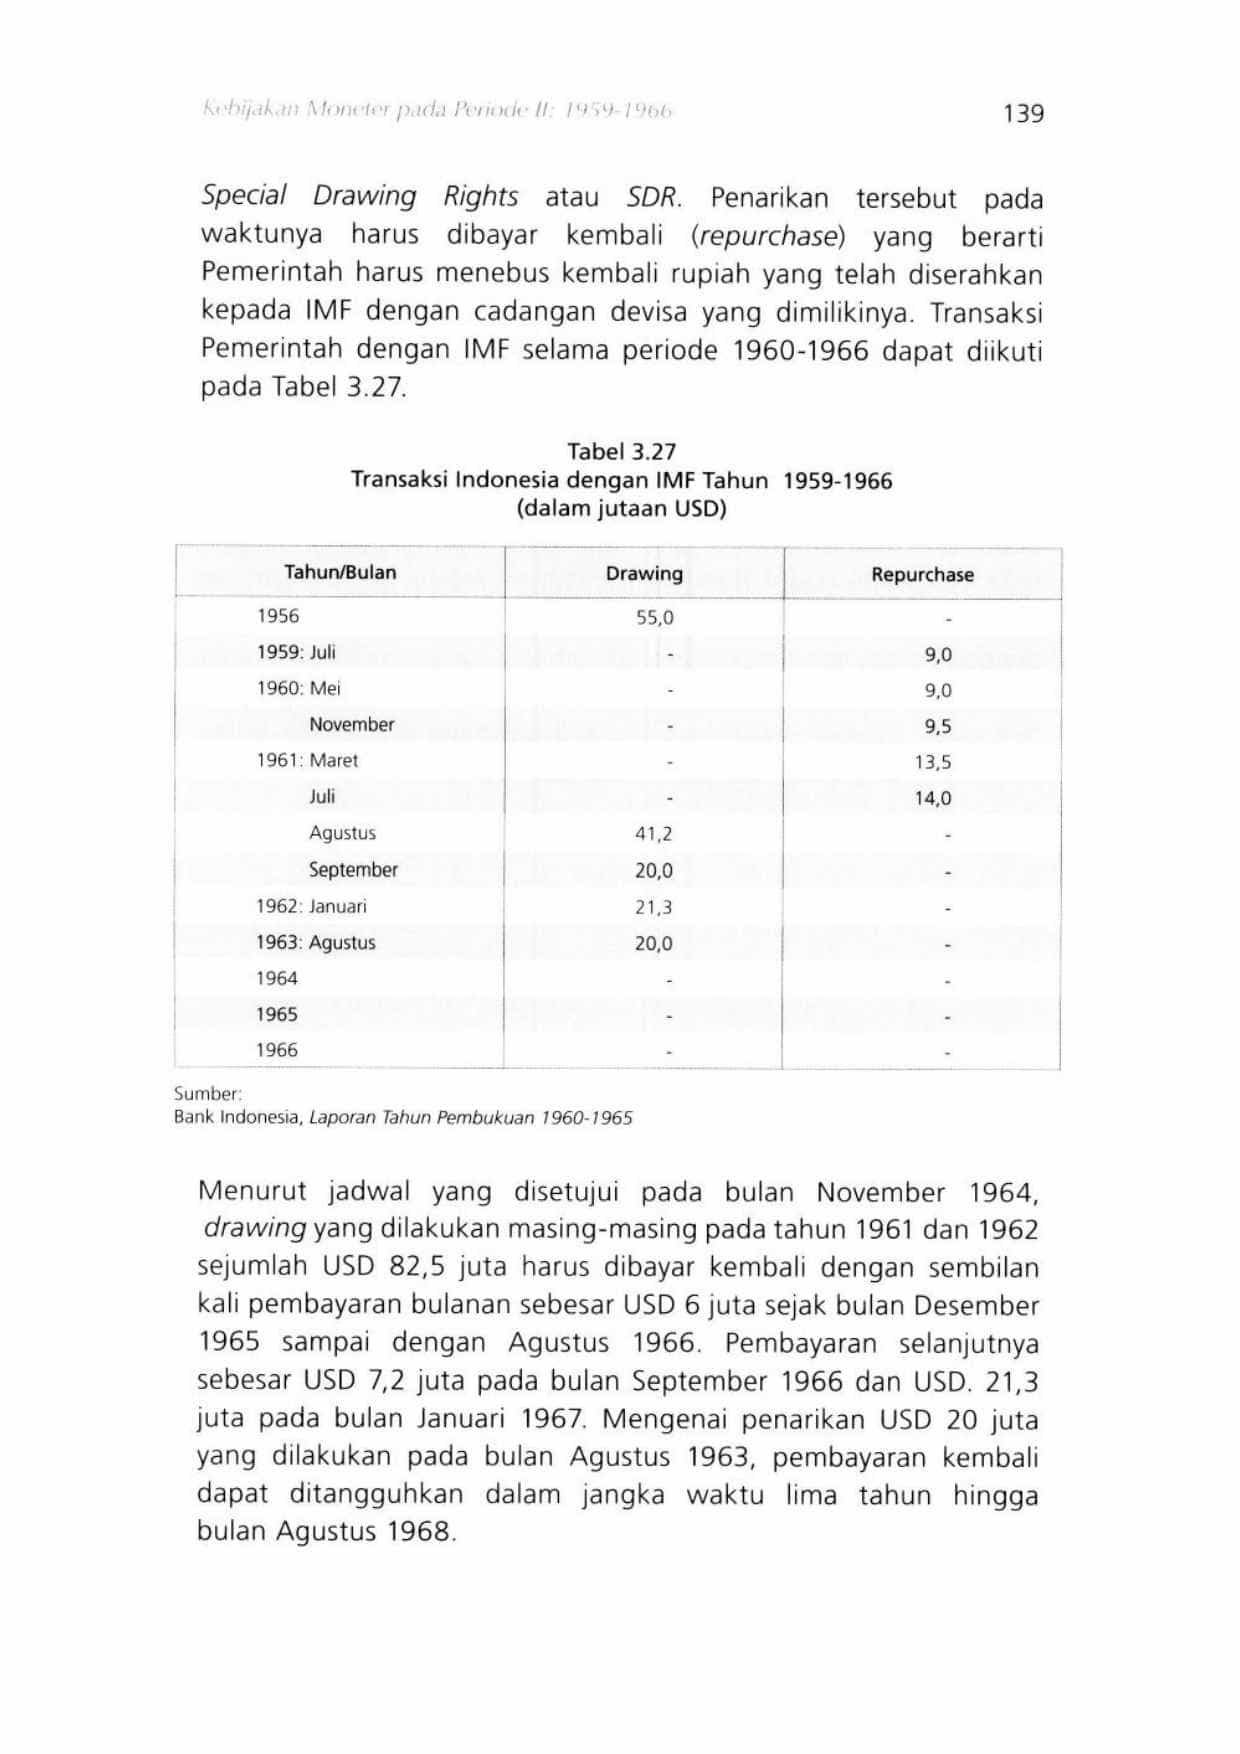 Kebijakan Moneter pada Periode II: 1959-1966 139
Special Drawing Rights atau SDR. Penarikan tersebut pada
waktunya harus dibayar kembali (repurchase) yang berarti
Pemerintah harus menebus kembali rupiah yang telah diserahkan
kepada IMF dengan cadangan devisa yang dimilikinya. Transaksi
Pemerintah dengan IMF selama periode 1960-1966 dapat diikuti
pada Tabel 3.27.
Tabel 3.27
Transaksi Indonesia dengan IMF Tahun 1959-1966
(dalam jutaan USD)
Tahun/Bulan Drawing Repurchase
1956 55,0 -
1959: Juli - 9,0
1960: Mei - 9,0
November - 9,5
1961: Maret - 13,5
Juli - 14,0
Agustus 41,2 -
September 20,0 -
1962: Januari 21,3 -
1963: Agustus 20,0 -
1964 - -
1965 - -
1966 - -
Sumber:
Bank Indonesia, Laporan Tahun Pembukuan 1960-1965
Menurut jadwal yang disetujui pada bulan November 1964,
drawing yang dilakukan masing-masing pada tahun 1961 dan 1962
sejumlah USD 82,5 juta harus dibayar kembali dengan sembilan
kali pembayaran bulanan sebesar USD 6 juta sejak bulan Desember
1965 sampai dengan Agustus 1966. Pembayaran selanjutnya
sebesar USD 7,2 juta pada bulan September 1966 dan USD. 21,3
juta pada bulan Januari 1967. Mengenai penarikan USD 20 juta
yang dilakukan pada bulan Agustus 1963, pembayaran kembali
dapat ditangguhkan dalam jangka waktu lima tahun hingga
bulan Agustus 1968.